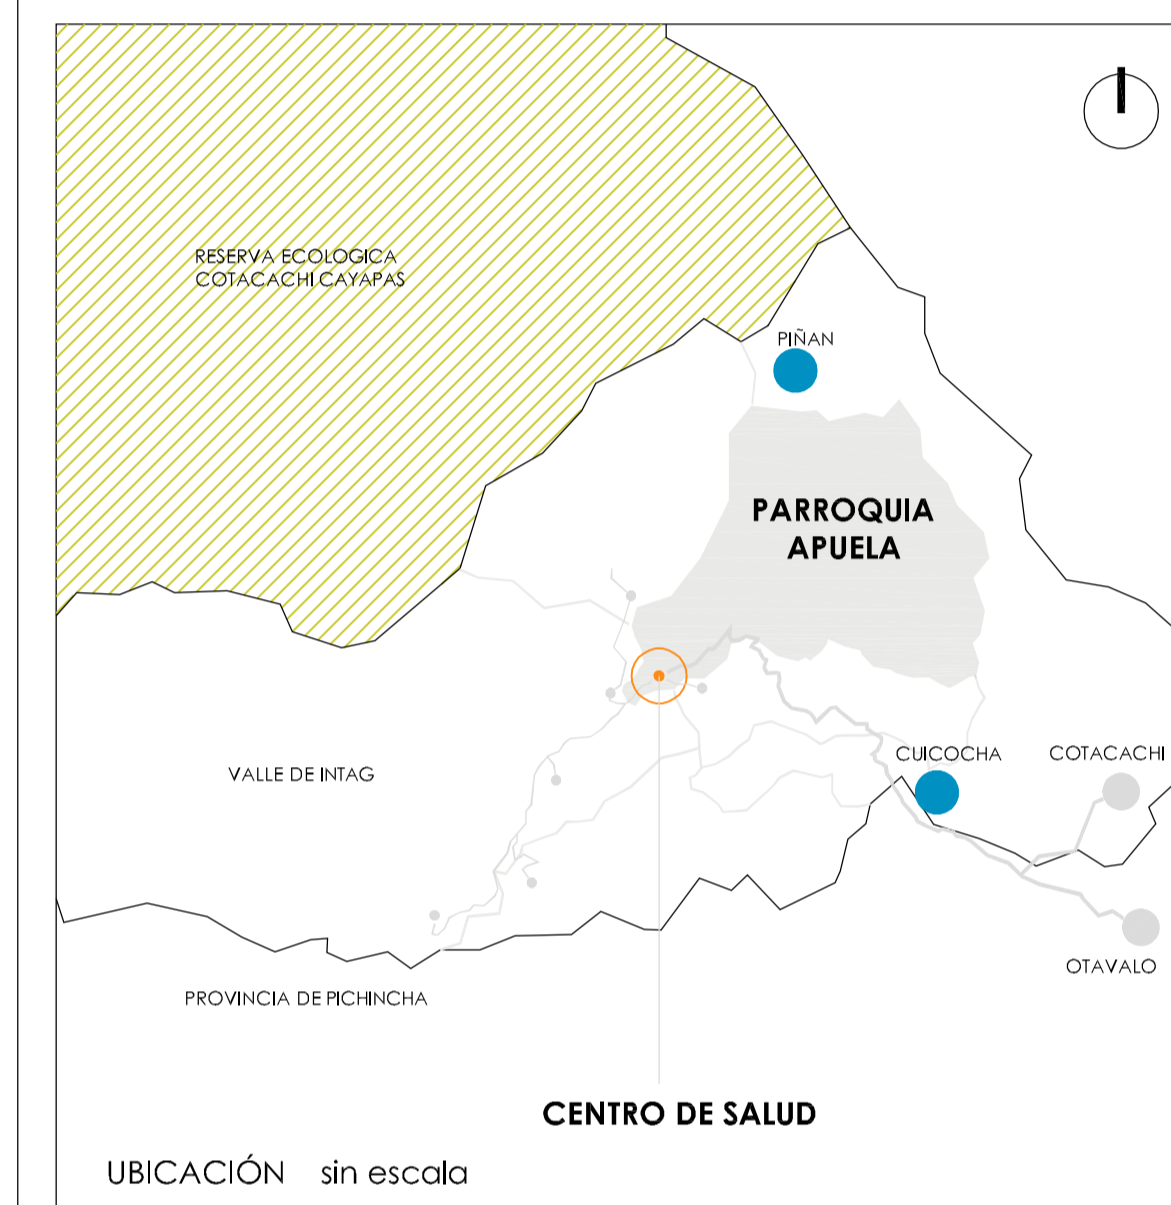 RESERVA ECOLOGICA
COTACACHI CAYAPAS
PIÑAN
PARROQUIA
APUELA
CUICOCHA
COTACACHI
VALLE DE INTAG
OTAVALO
PROVINCIA DE PICHINCHA
CENTRO DE SALUD
UBICACIÓN sin escala